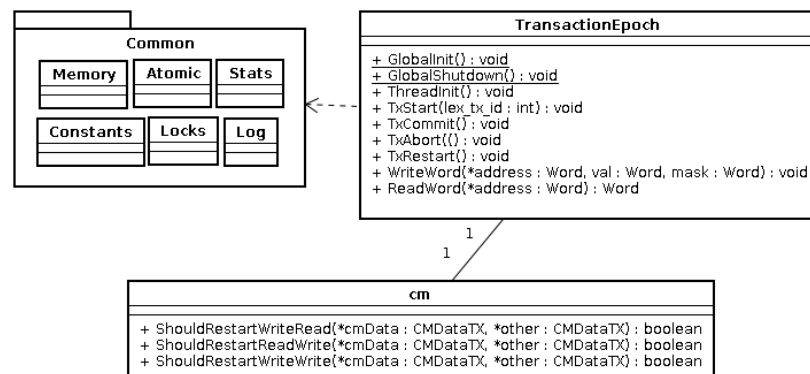 Common
Memory
Atomic
Stats
Constants
Locks
Log
TransactionEpoch
+ GlobalInit() : void
+ GlobalShutdown() : void
+ ThreadInit() : void
+ TxStart(lex_tx_id : int) : void
+ TxCommit() : void
+ TxAbort(() : void
+ TxRestart() : void
+ WriteWord(*address : Word, val : Word, mask : Word) : void
+ ReadWord(*address : Word) : Word
1
1
cm
+ ShouldRestartWriteRead(*cmData : CMDataTX, *other : CMDataTX) : boolean
+ ShouldRestartReadWrite(*cmData : CMDataTX, *other : CMDataTX) : boolean
+ ShouldRestartWriteWrite(*cmData : CMDataTX, *other : CMDataTX) : boolean